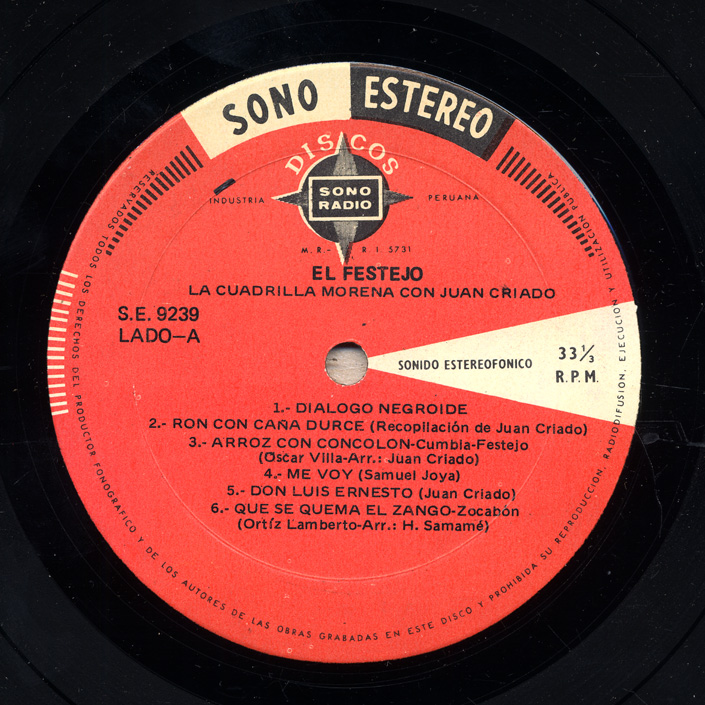 SONO ESTEREO
DISCOS
INDUSTRIA
SONO
RADIO
PERUANA
M.R.- R.I. 5731
EL FESTEJO
LA CUADRILLA MORENA CON JUAN CRIADO
S.E. 9239
LADO-A
SONIDO ESTEREOFONICO
33 1/3
R.P.M.
1.- DIALOGO NEGROIDE
2.- RON CON CAÑA DURCE (Recopilación de Juan Criado)
3.- ARROZ CON CONCOLON-Cumbia-Festejo
(Oscar Villa-Arr.: Juan Criado)
4.- ME VOY (Samuel Joya)
5.- DON LUIS ERNESTO (Juan Criado)
6.- QUE SE QUEMA EL ZANGO-Zocabón
(Ortíz Lamberto-Arr.: H. Samamé)
RESERVADOS TODOS LOS DERECHOS DEL PRODUCTOR FONOGRAFICO Y DE LOS AUTORES DE LAS OBRAS GRABADAS EN ESTE DISCO Y PROHIBIDA SU REPRODUCCION, RADIODIFUSION, EJECUCION Y UTILIZACION PUBLICA